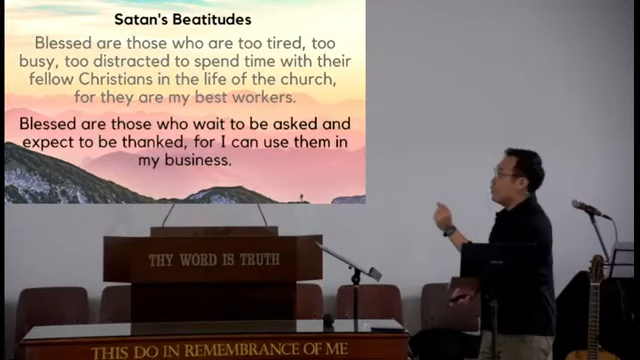 Satan's Beatitudes
Blessed are those who are too tired, too
busy, too distracted to spend time with their
fellow Christians in the life of the church,
for they are my best workers.
Blessed are those who wait to be asked and
expect to be thanked, for I can use them in
my business.
THY WORD IS TRUTH
THIS DO IN REMEMBRANCE OF ME